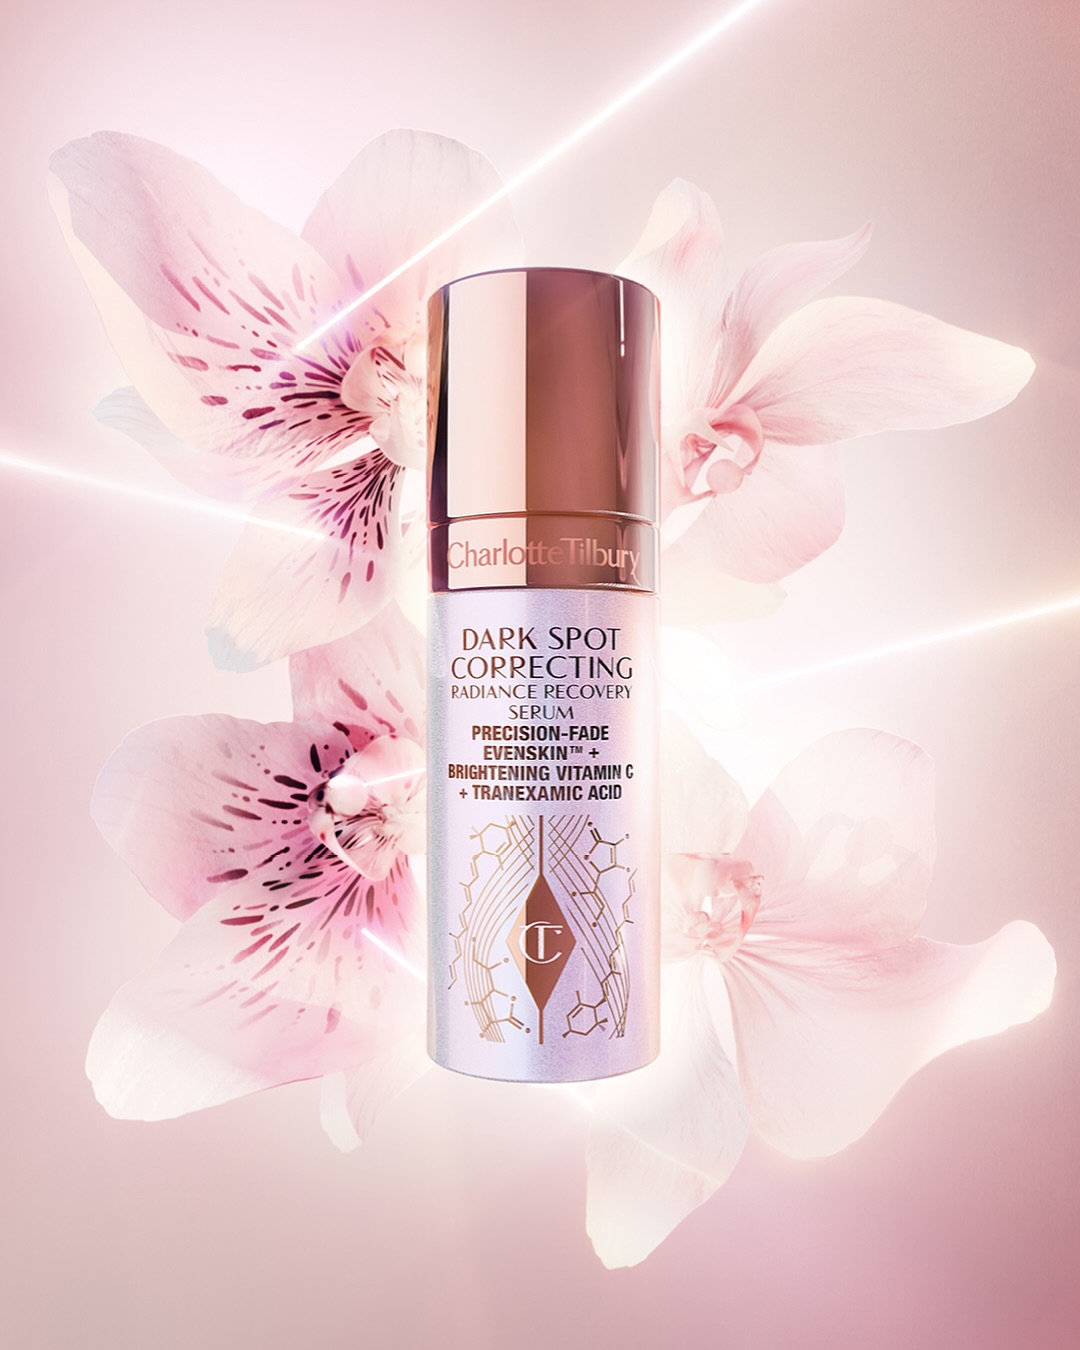 CharlotteTilbury
DARK SPOT
CORRECTING
RADIANCE RECOVERY
SERUM
PRECISION-FADE
EVENSKIN™ +
BRIGHTENING VITAMIN C
+ TRANEXAMIC ACID
CT